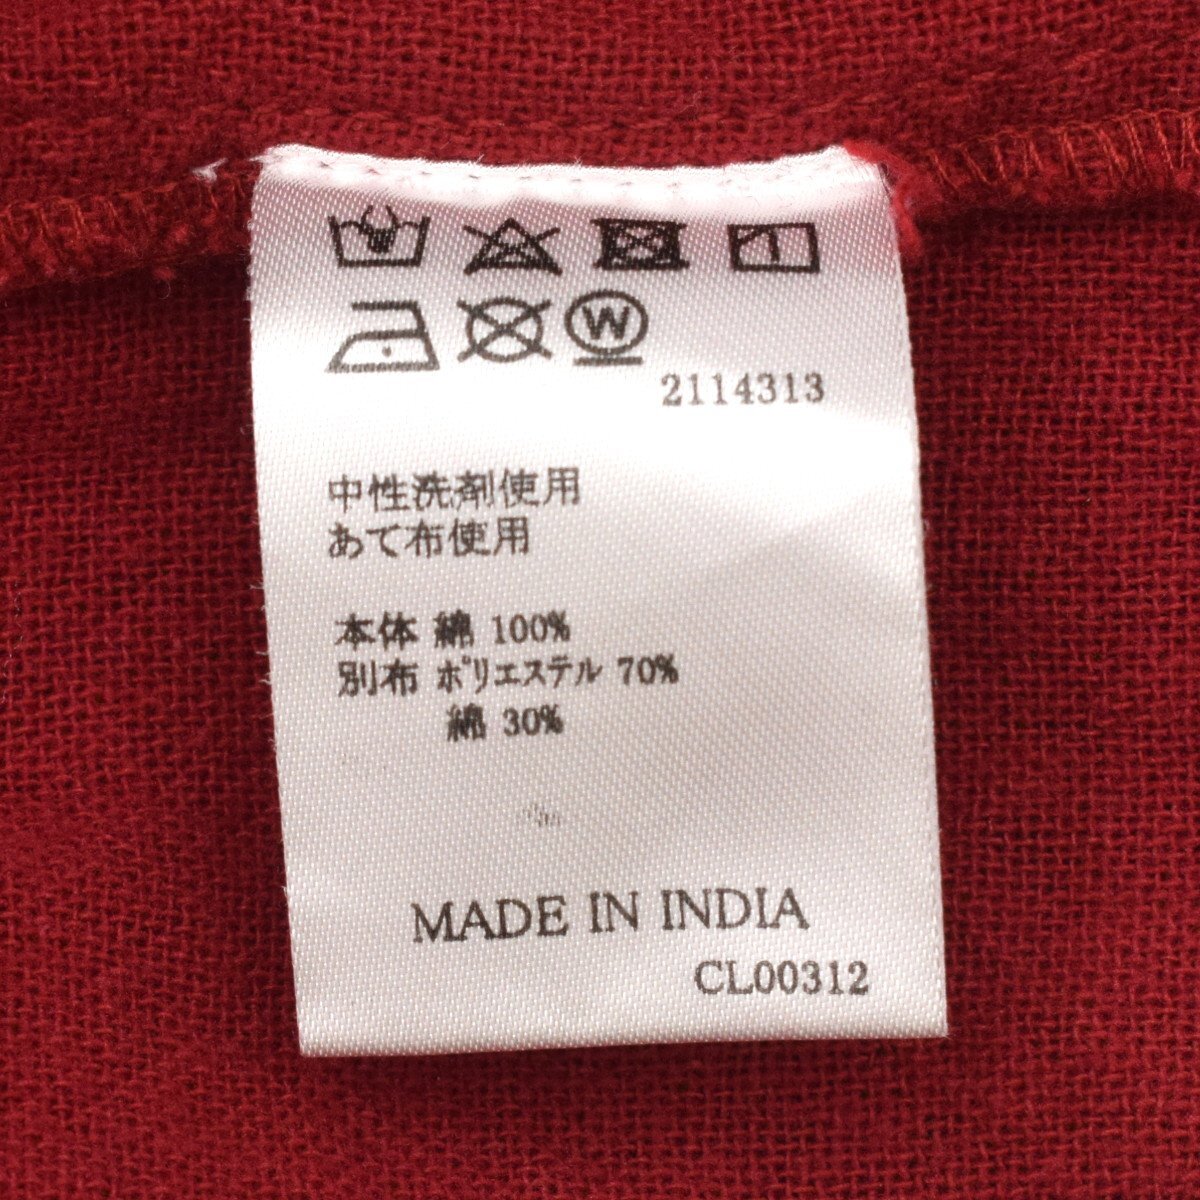 W
2114313
中性洗剤使用
あて布使用
本体 綿 100%
別布 ポリエステル 70%
綿 30%
MADE IN INDIA
CL00312